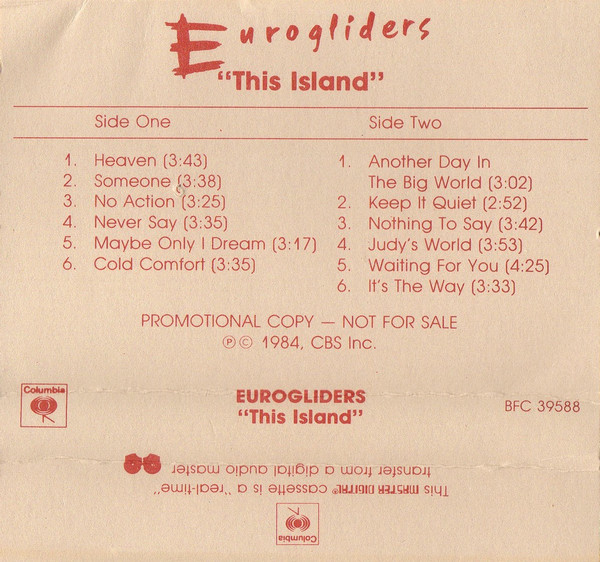 Eurogliders
“This Island”
Side One
1. Heaven (3:43)
2. Someone (3:38)
3. No Action (3:25)
4. Never Say (3:35)
5. Maybe Only I Dream (3:17)
6. Cold Comfort (3:35)
Side Two
1. Another Day In
The Big World (3:02)
2. Keep It Quiet (2:52)
3. Nothing To Say (3:42)
4. Judy's World (3:53)
5. Waiting For You (4:25)
6. It's The Way (3:33)
PROMOTIONAL COPY — NOT FOR SALE
Ⓟ © 1984, CBS Inc.
Columbia
EUROGLIDERS
“This Island”
BFC 39588
Columbia
This MASTER DIGITAL® cassette is a “real-time”
transfer from a digital audio master